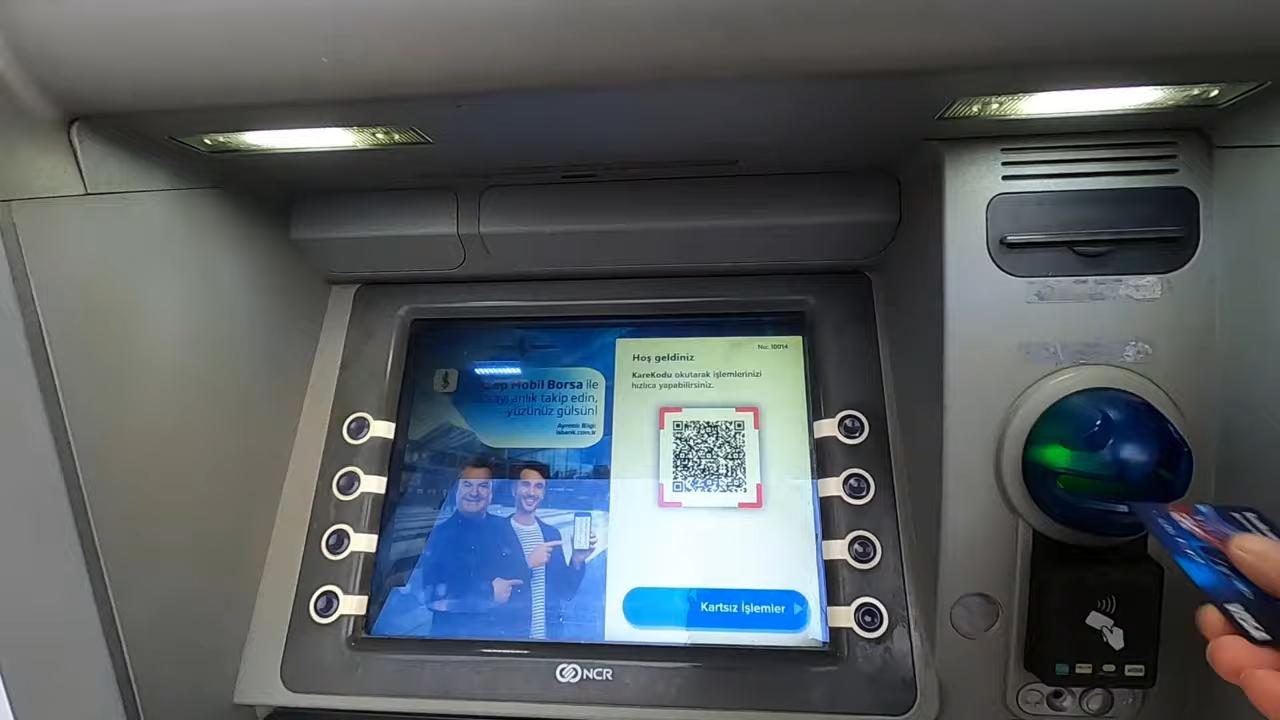 Mobil Borsa ile
anlık takip edin,
yüzünüz gülsün!
Ayrıntılı Bilgi
isbank.com.tr
No: 10014
Hoş geldiniz
KareKodu okutarak işlemlerinizi
hızlıca yapabilirsiniz.
Kartsız İşlemler
NCR